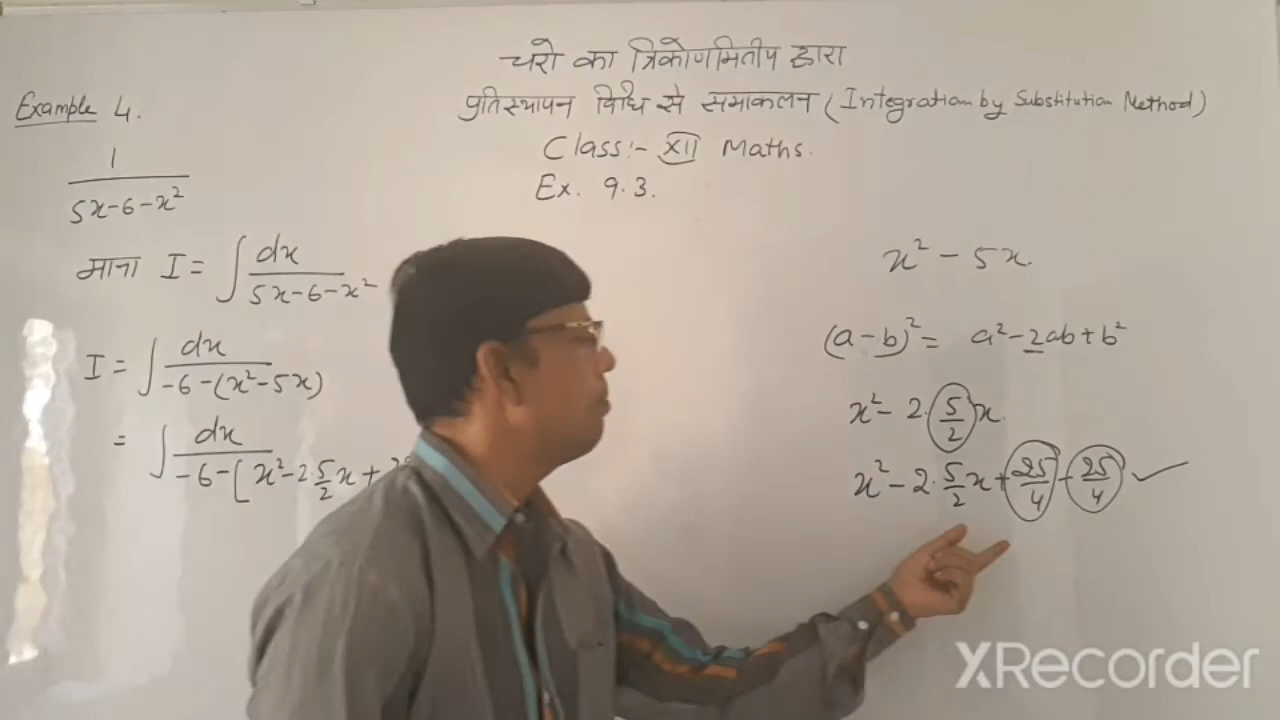 चरो का त्रिकोणमितीय द्वारा
प्रतिस्थापन विधि से समाकलन (Integration by Substitution Method)
Class:- XII Maths.
Ex. 9.3.
Example 4.
1/(5x-6-x²)
माना I = ∫ dx/(5x-6-x²)
I = ∫ dx/(-6-(x²-5x))
= ∫ dx/(-6-[x²-2.5/2x+
x² - 5x
(a-b)² = a²-2ab+b²
x²-2.5/2x
x²-2.5/2x+25/4-25/4 ✓
XRecorder